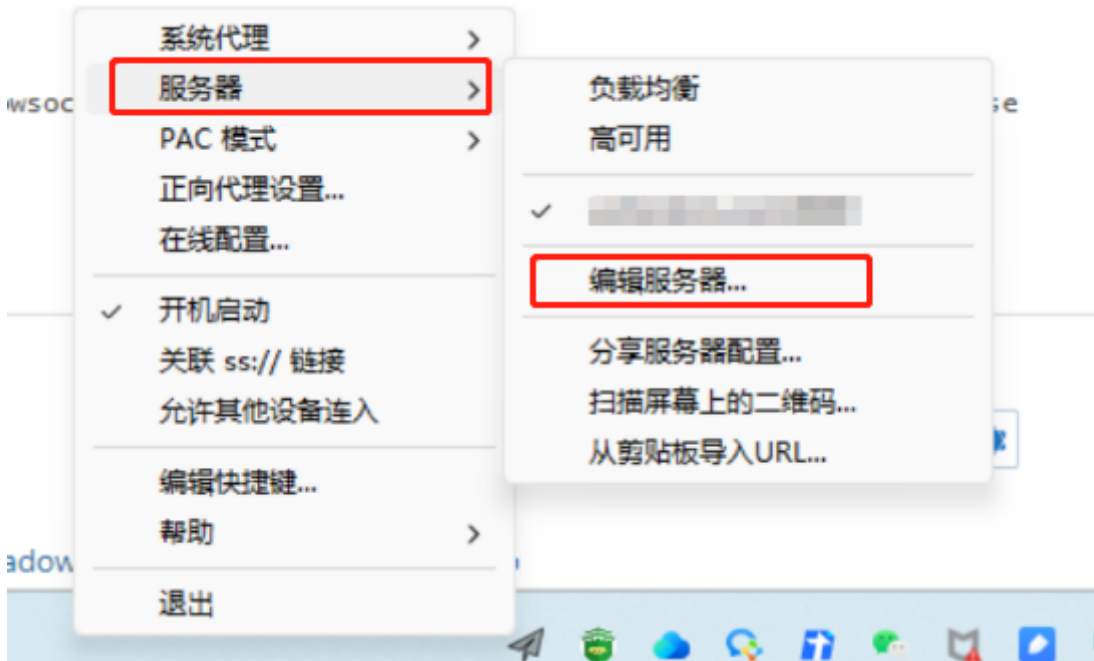 系统代理
服务器
PAC 模式
正向代理设置...
在线配置...
开机启动
关联 ss:// 链接
允许其他设备连入
编辑快捷键...
帮助
退出
负载均衡
高可用
编辑服务器...
分享服务器配置...
扫描屏幕上的二维码...
从剪贴板导入URL...
wsoc
se
adow